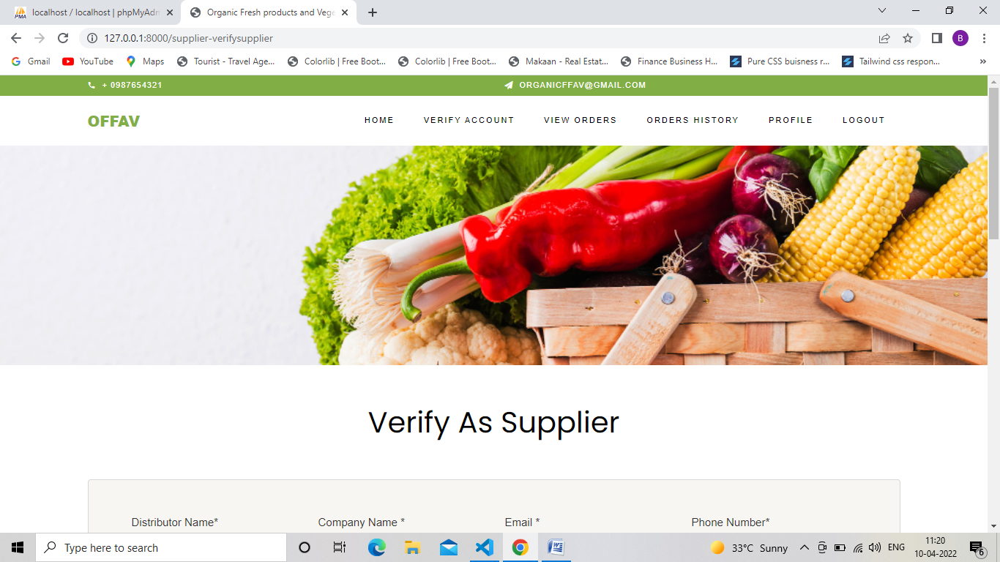 localhost / localhost | phpMyAdm
Organic Fresh products and Vege
127.0.0.1:8000/supplier-verifysupplier
B
Gmail YouTube Maps Tourist - Travel Age... Colorlib | Free Boot... Colorlib | Free Boot... Makaan - Real Estat... Finance Business H... Pure CSS buisness r... Tailwind css respon... »
+ 0987654321 ORGANICFFAV@GMAIL.COM
OFFAV HOME VERIFY ACCOUNT VIEW ORDERS ORDERS HISTORY PROFILE LOGOUT
Verify As Supplier
Distributor Name* Company Name * Email * Phone Number*
Type here to search 33°C Sunny ENG
11:20
10-04-2022
6